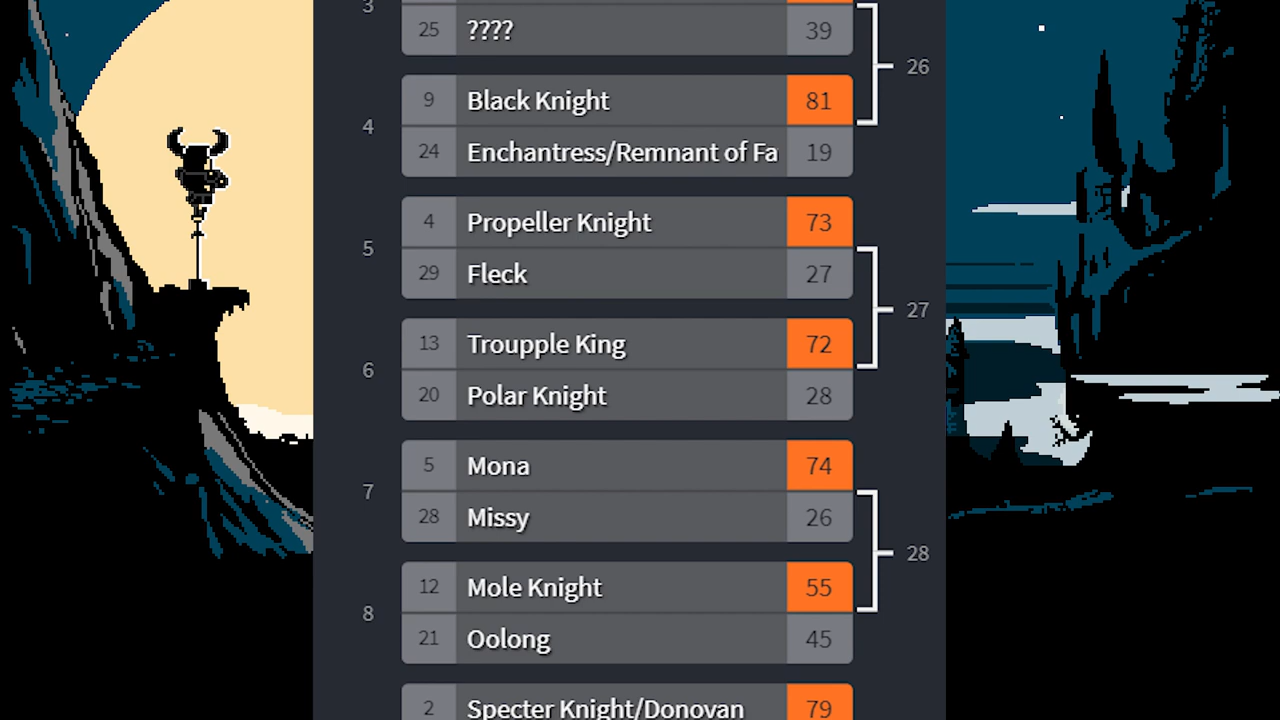 3
25 ???? 39
26
9 Black Knight 81
4
24 Enchantress/Remnant of Fa 19
4 Propeller Knight 73
5
29 Fleck 27
27
13 Troupple King 72
6
20 Polar Knight 28
5 Mona 74
7
28 Missy 26
28
12 Mole Knight 55
8
21 Oolong 45
2 Specter Knight/Donovan 79